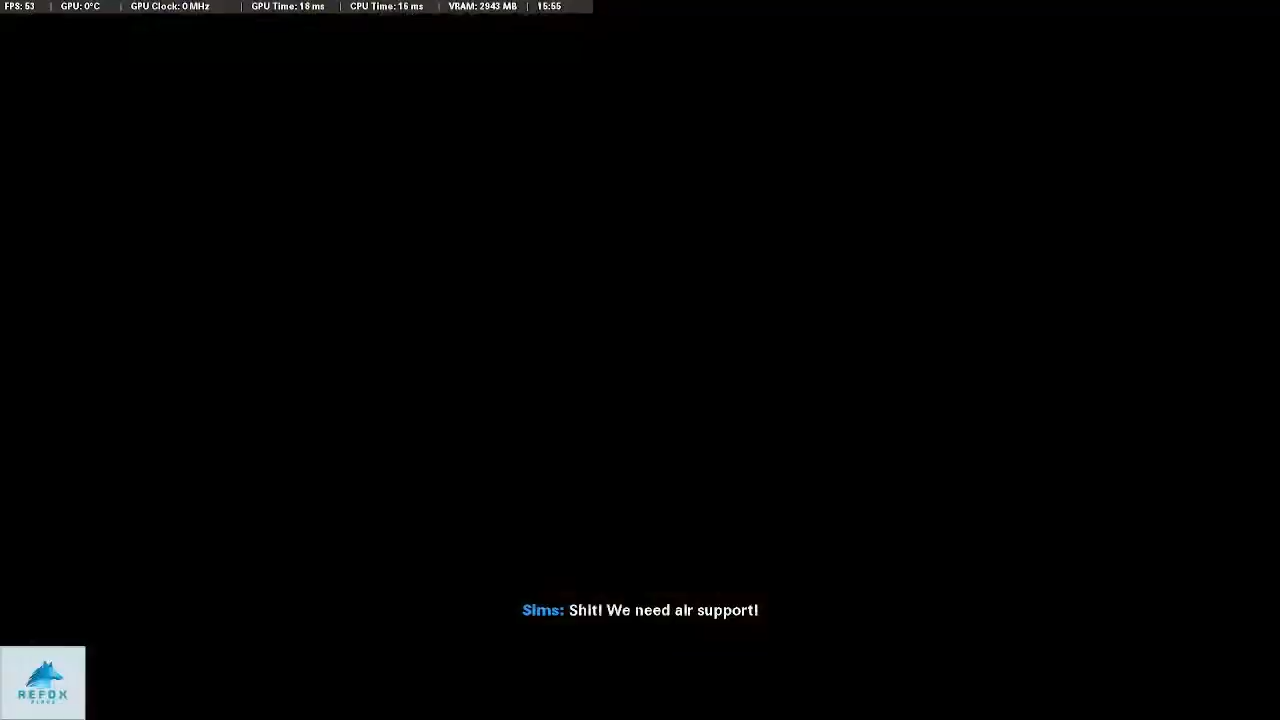 FPS: 53 | GPU: 0°C | GPU Clock: 0 MHz | GPU Time: 18 ms | CPU Time: 16 ms | VRAM: 2943 MB | 15:55
Sims: Shit! We need air support!
REFOX